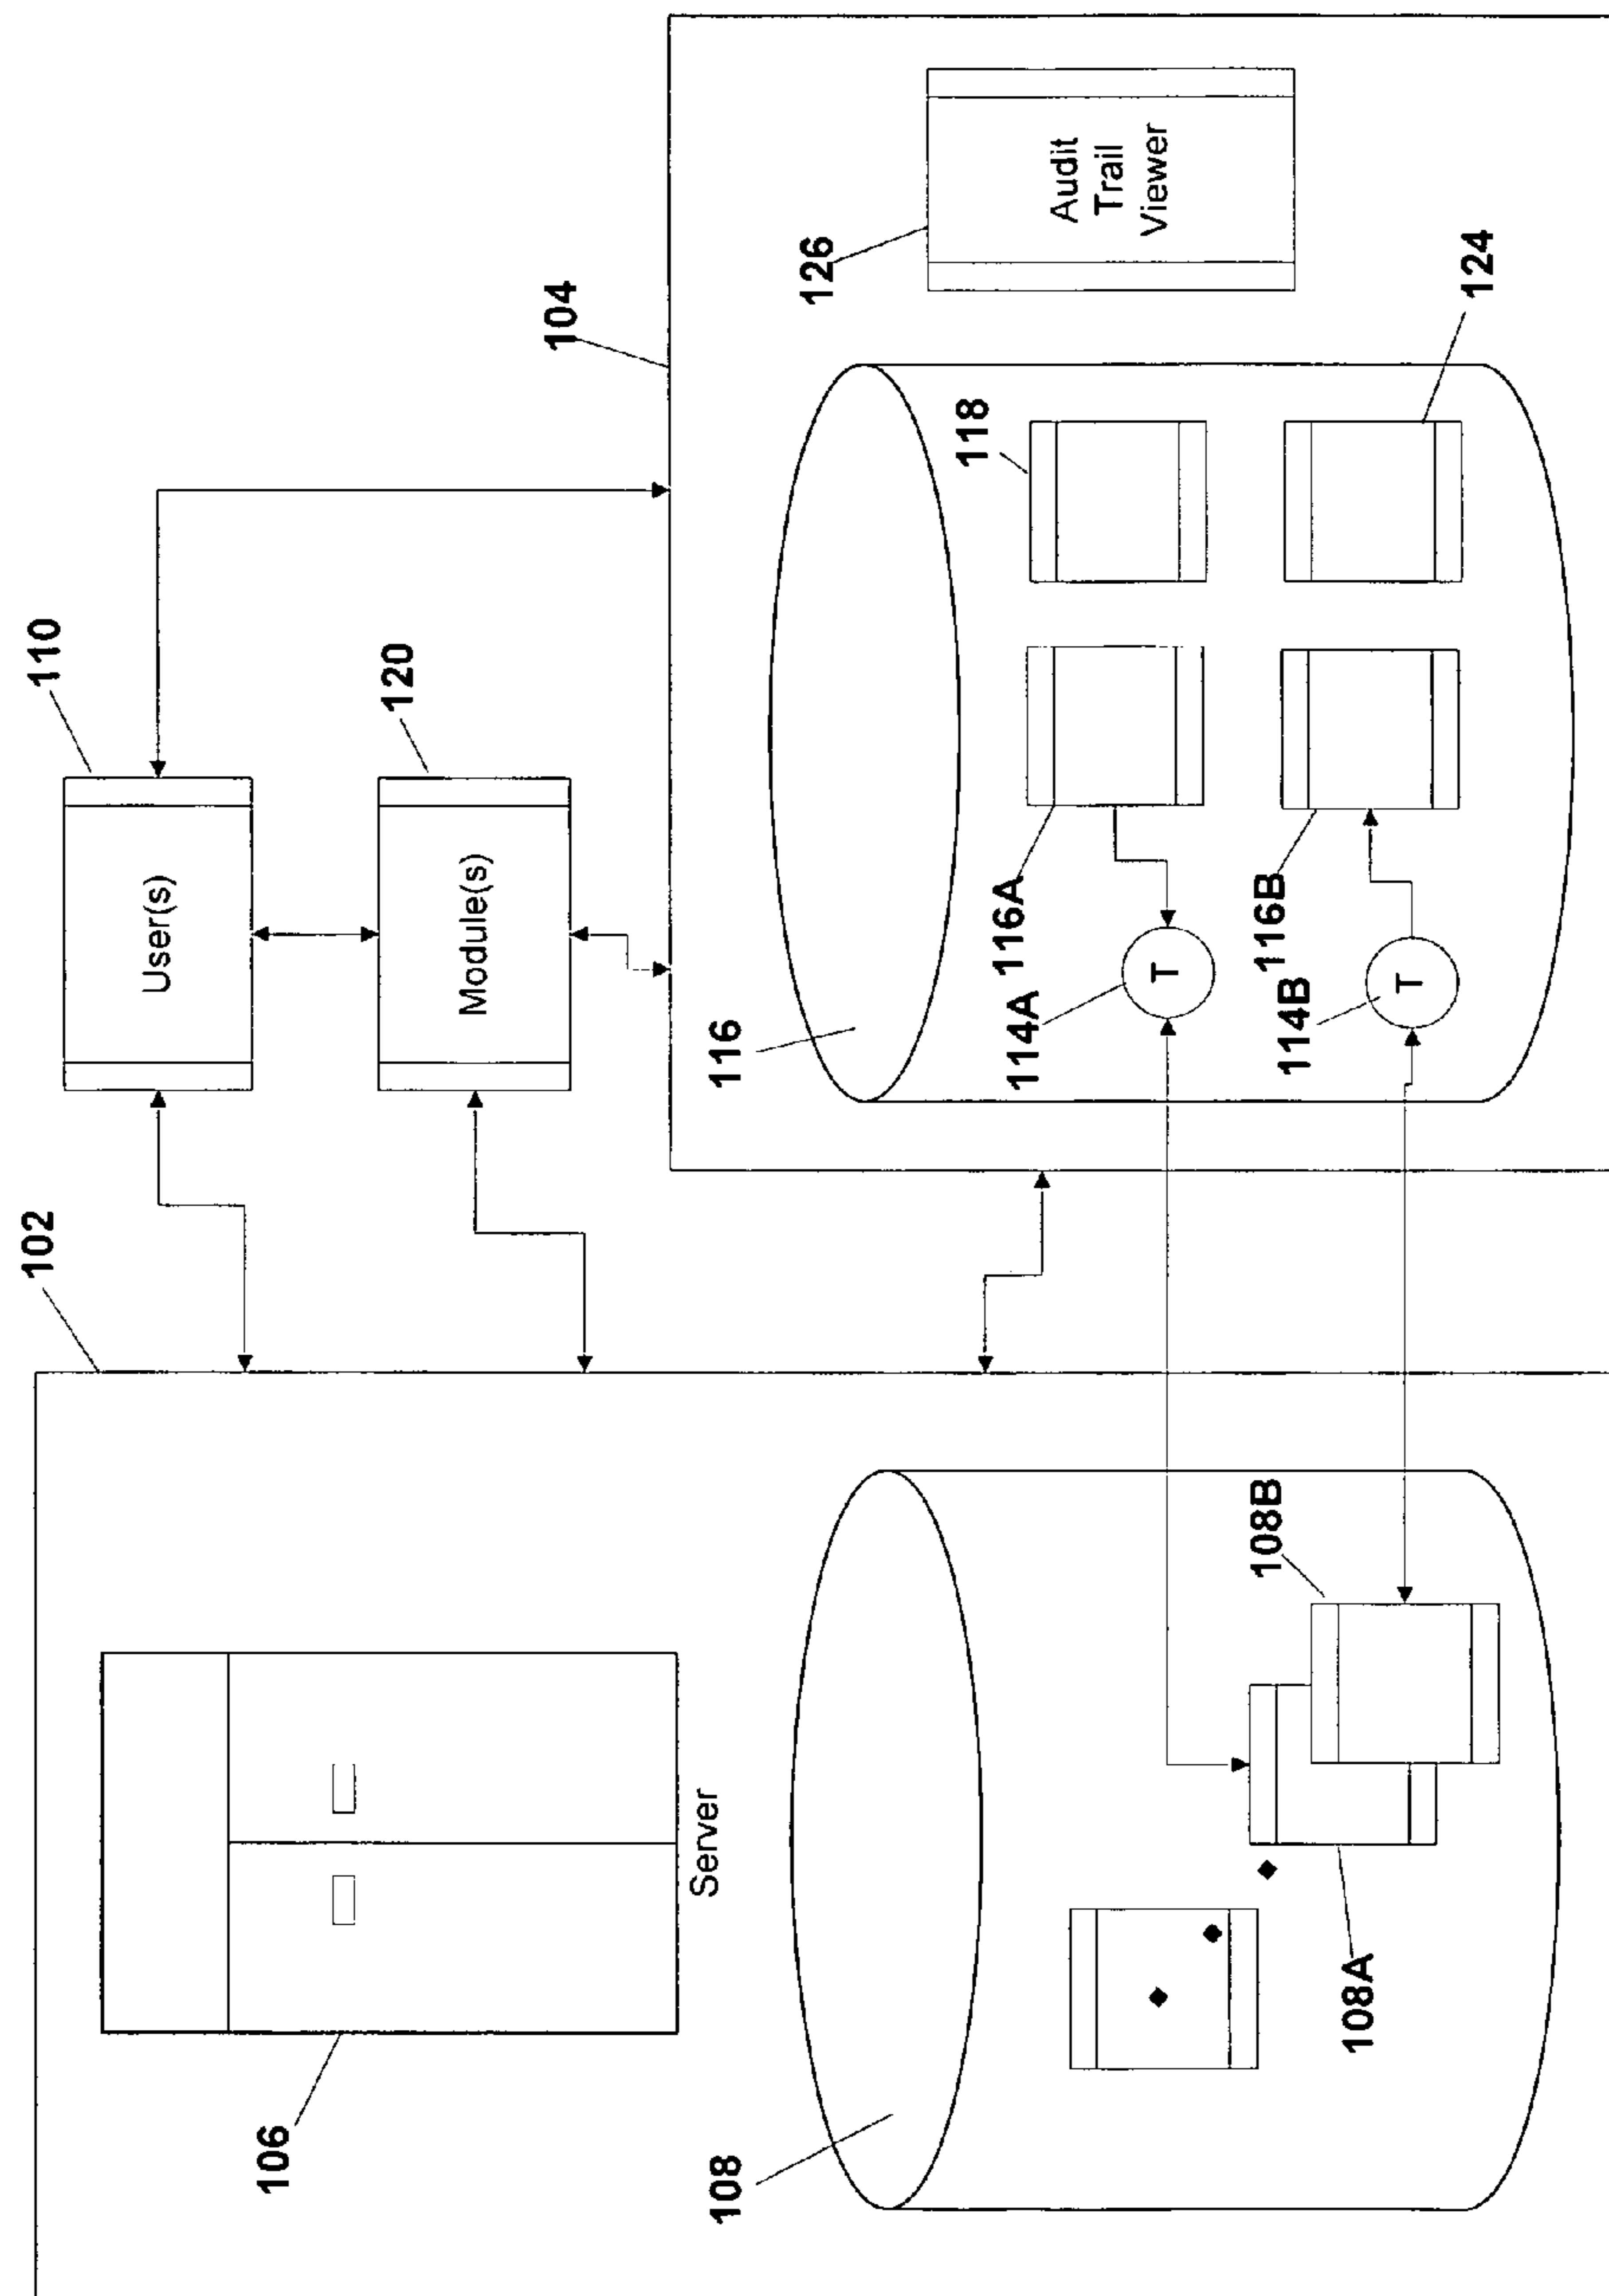 102
110
User(s)
106
120
Module(s)
104
Server
108
116
126
Audit
Trail
Viewer
118
114A
116A
T
108B
114B
116B
T
108A
124